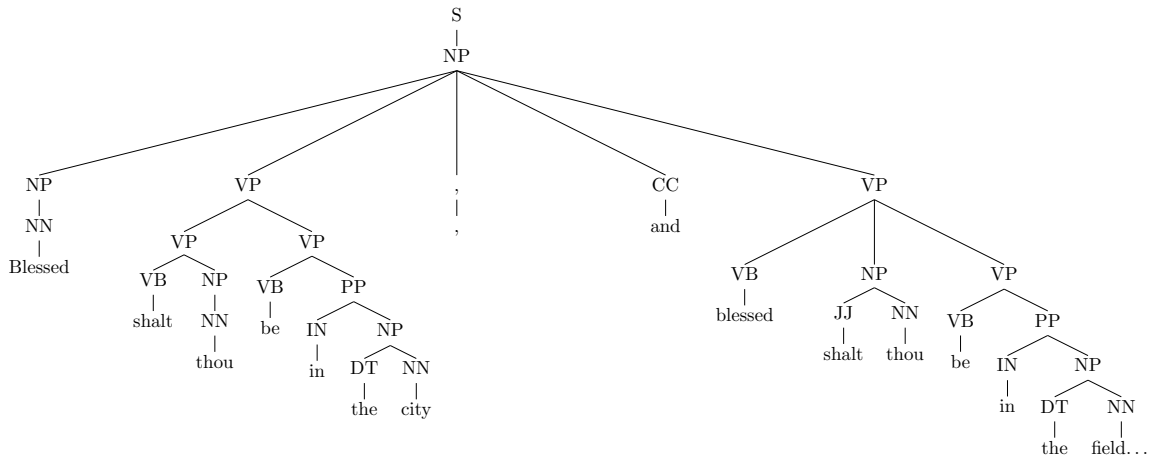 S
NP
NP VP , CC VP
NN , and
VP VP
Blessed
VB NP VB PP VB NP VP
shalt NN be IN NP blessed JJ NN VB PP
thou in DT NN shalt thou be IN NP
the city in DT NN
the field...